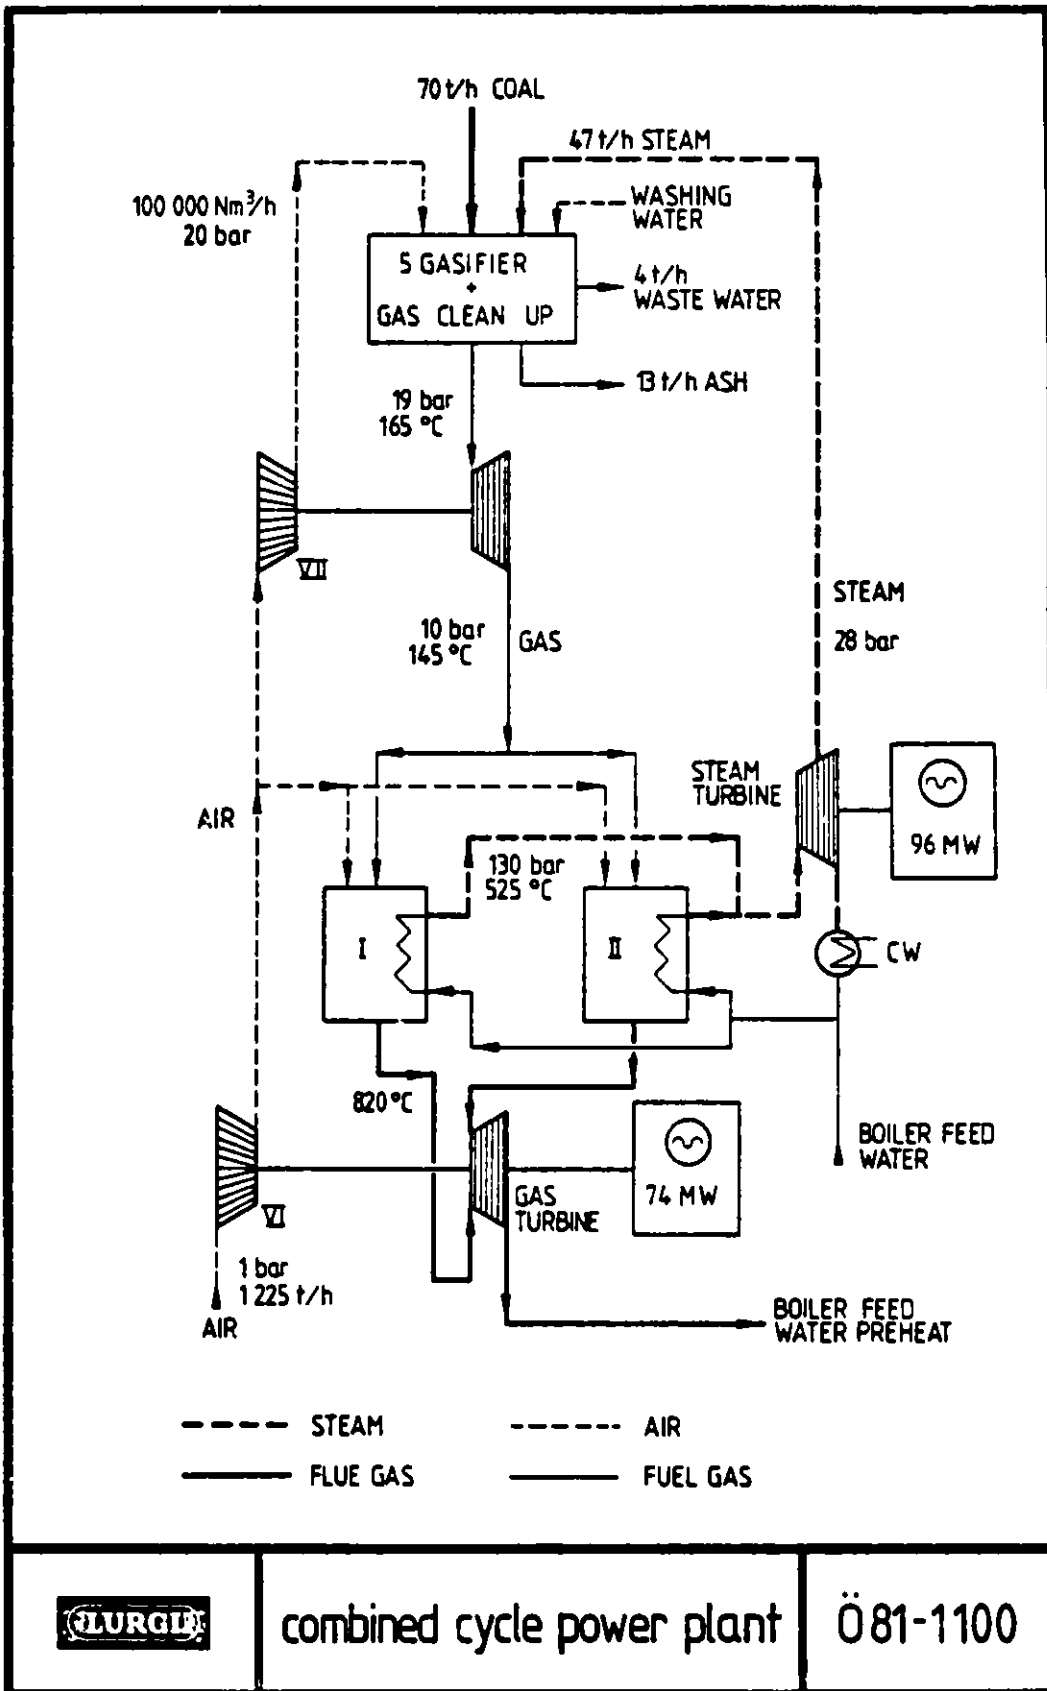 70 t/h COAL
47 t/h STEAM
100 000 Nm³/h
20 bar
WASHING
WATER
5 GASIFIER
+
GAS CLEAN UP
4 t/h
WASTE WATER
13 t/h ASH
19 bar
165 °C
VII
STEAM
28 bar
10 bar
145 °C
GAS
STEAM
TURBINE
96 MW
AIR
130 bar
525 °C
I
II
CW
820 °C
BOILER FEED
WATER
VI
GAS
TURBINE
74 MW
1 bar
1 225 t/h
AIR
BOILER FEED
WATER PREHEAT
STEAM
AIR
FLUE GAS
FUEL GAS
LURGI
combined cycle power plant
Ö 81-1100